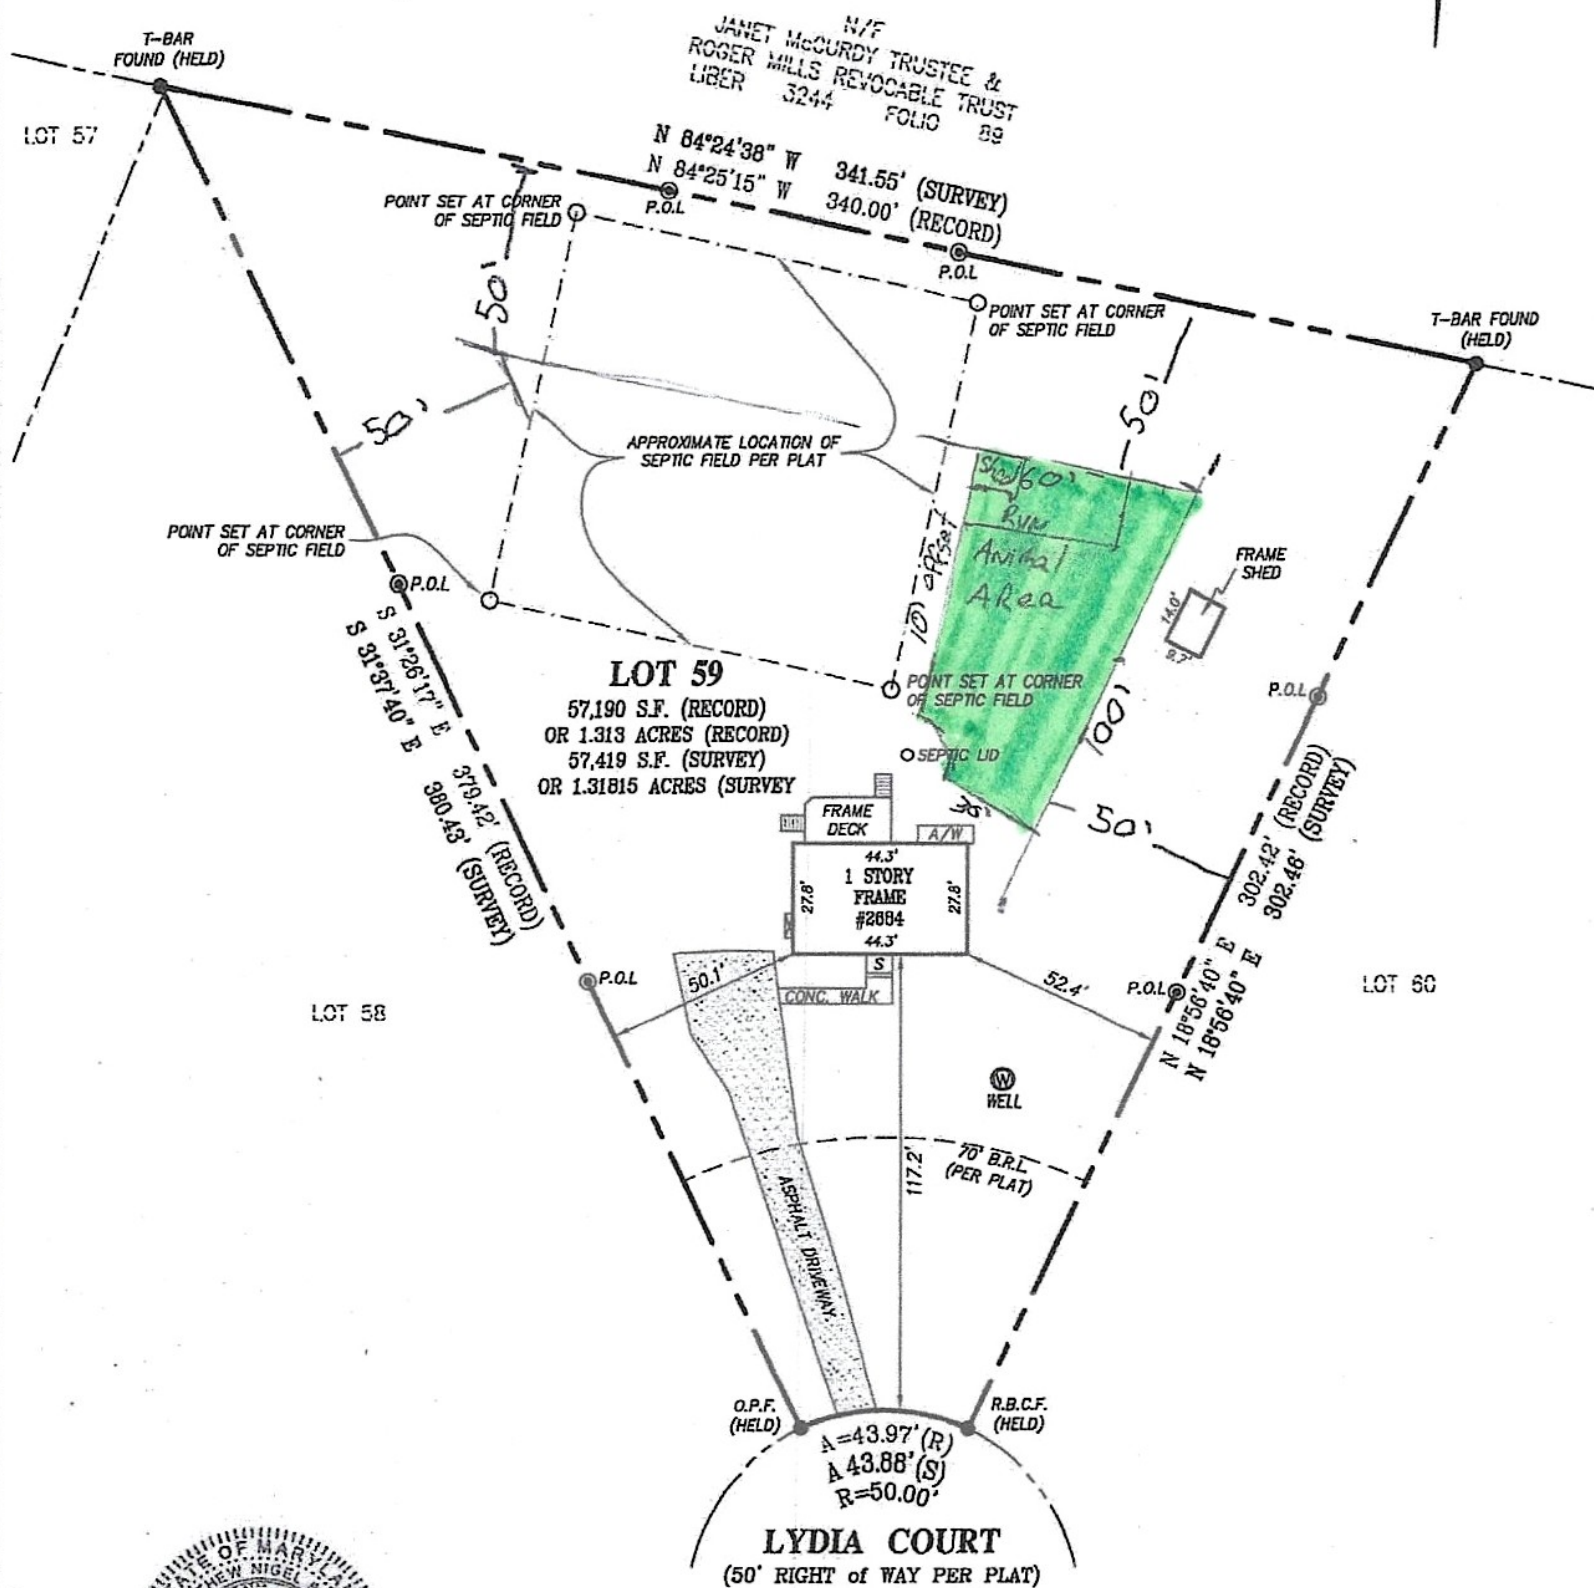 N/F
JANET McCURDY TRUSTEE &
ROGER MILLS REVOCABLE TRUST
LIBER 3244 FOLIO 89
T-BAR
FOUND (HELD)
LOT 57
N 84°24'38" W 341.55' (SURVEY)
N 84°25'15" W 340.00' (RECORD)
POINT SET AT CORNER
OF SEPTIC FIELD
P.O.L
P.O.L
POINT SET AT CORNER
OF SEPTIC FIELD
T-BAR FOUND
(HELD)
50'
50'
50'
APPROXIMATE LOCATION OF
SEPTIC FIELD PER PLAT
Shed 60'
Run
Animal
Area
10' offset
POINT SET AT CORNER
OF SEPTIC FIELD
P.O.L
FRAME
SHED
14.0'
9.7'
S 31°26'17" E 379.42' (RECORD)
S 31°37'40" E 380.43' (SURVEY)
LOT 59
57,190 S.F. (RECORD)
OR 1.313 ACRES (RECORD)
57,419 S.F. (SURVEY)
OR 1.31815 ACRES (SURVEY
POINT SET AT CORNER
OF SEPTIC FIELD
SEPTIC LID
100'
P.O.L
50'
N 18°56'40" E 302.42' (RECORD)
N 18°56'40" E 302.46' (SURVEY)
FRAME
DECK
A/W
44.3'
1 STORY
FRAME
#2684
44.3'
27.8'
27.8'
S
CONC. WALK
50.1'
52.4'
P.O.L
P.O.L
LOT 58
LOT 60
W
WELL
70' B.R.L
(PER PLAT)
117.2'
ASPHALT DRIVEWAY
O.P.F.
(HELD)
R.B.C.F.
(HELD)
A=43.97'(R)
A 43.88'(S)
R=50.00'
LYDIA COURT
(50' RIGHT of WAY PER PLAT)